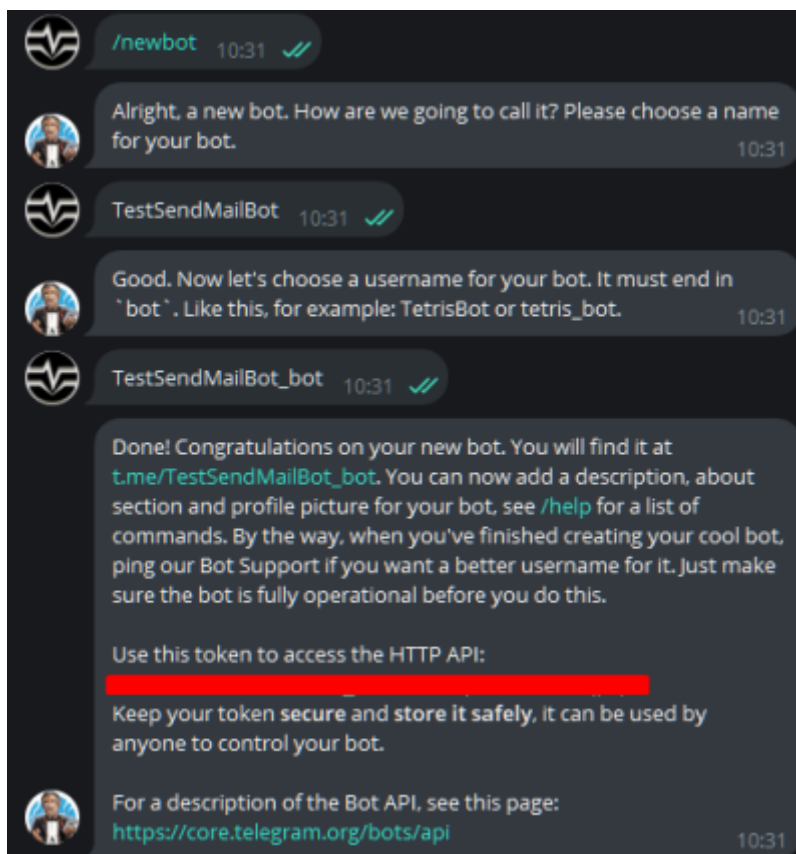 /newbot 10:31
Alright, a new bot. How are we going to call it? Please choose a name
for your bot.
10:31
TestSendMailBot 10:31
Good. Now let's choose a username for your bot. It must end in
`bot`. Like this, for example: TetrisBot or tetris_bot.
10:31
TestSendMailBot_bot 10:31
Done! Congratulations on your new bot. You will find it at
t.me/TestSendMailBot_bot. You can now add a description, about
section and profile picture for your bot, see /help for a list of
commands. By the way, when you've finished creating your cool bot,
ping our Bot Support if you want a better username for it. Just make
sure the bot is fully operational before you do this.
Use this token to access the HTTP API:
Keep your token secure and store it safely, it can be used by
anyone to control your bot.
For a description of the Bot API, see this page:
https://core.telegram.org/bots/api
10:31